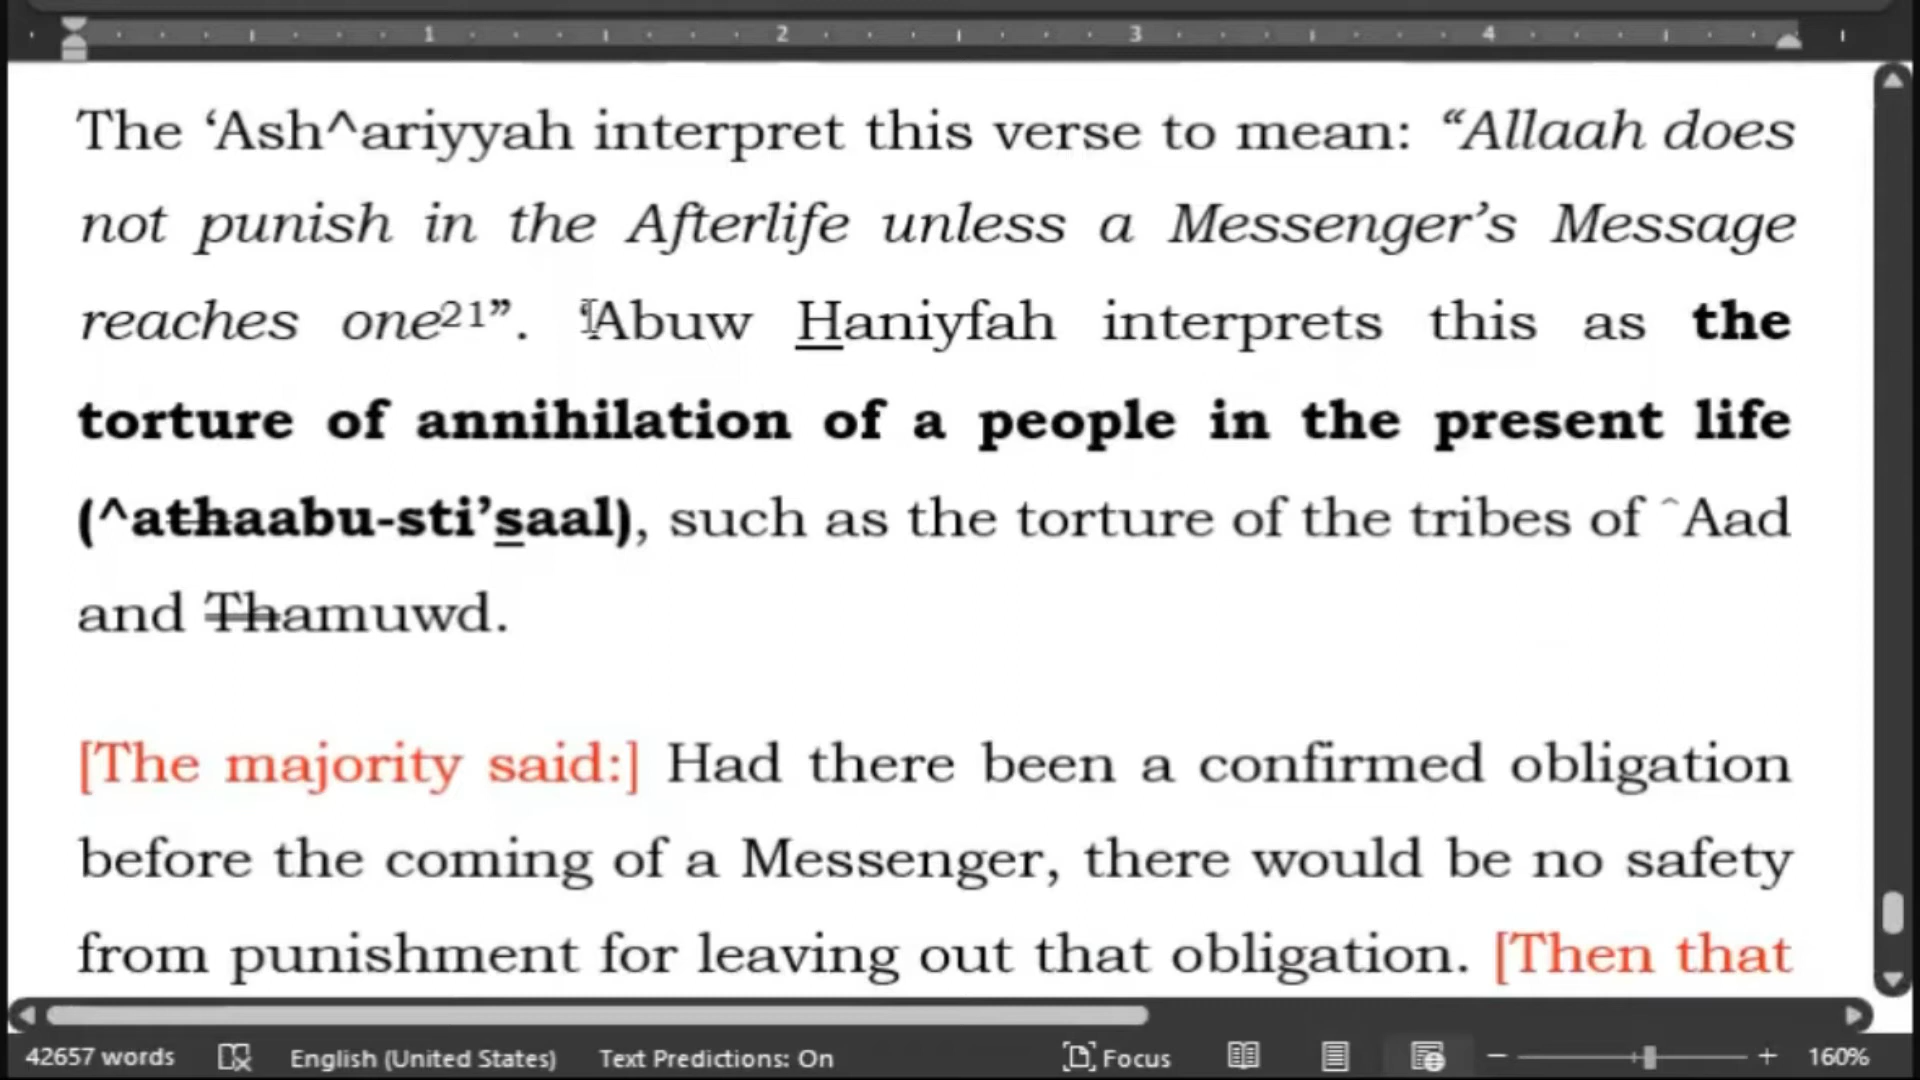 1 2 3 4
The ‘Ash^ariyyah interpret this verse to mean: “Allaah does
not punish in the Afterlife unless a Messenger’s Message
reaches one21”. ‘Abuw Haniyfah interprets this as the
torture of annihilation of a people in the present life
(^athaabu-sti’saal), such as the torture of the tribes of ^Aad
and Thamuwd.
[The majority said:] Had there been a confirmed obligation
before the coming of a Messenger, there would be no safety
from punishment for leaving out that obligation. [Then that
42657 words English (United States) Text Predictions: On Focus 160%